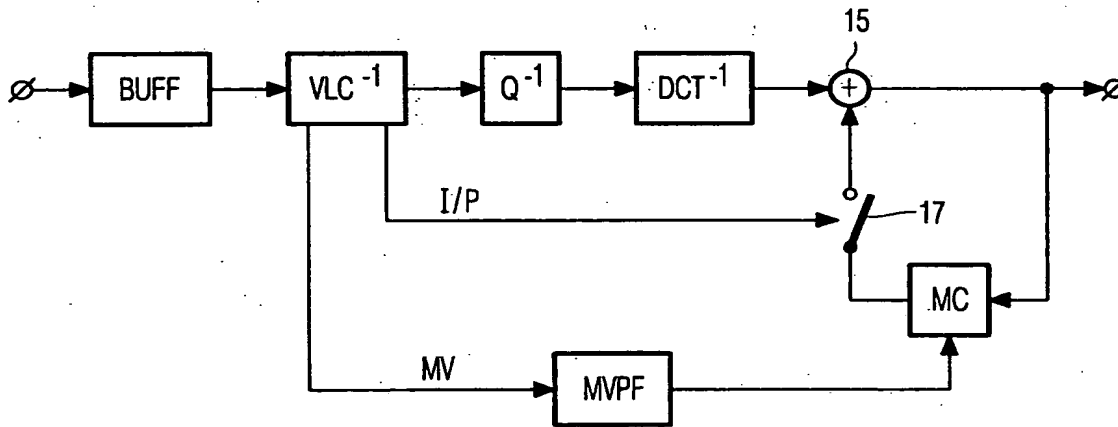 15
BUFF
VLC⁻¹
Q⁻¹
DCT⁻¹
+
I/P
17
MC
MV
MVPF